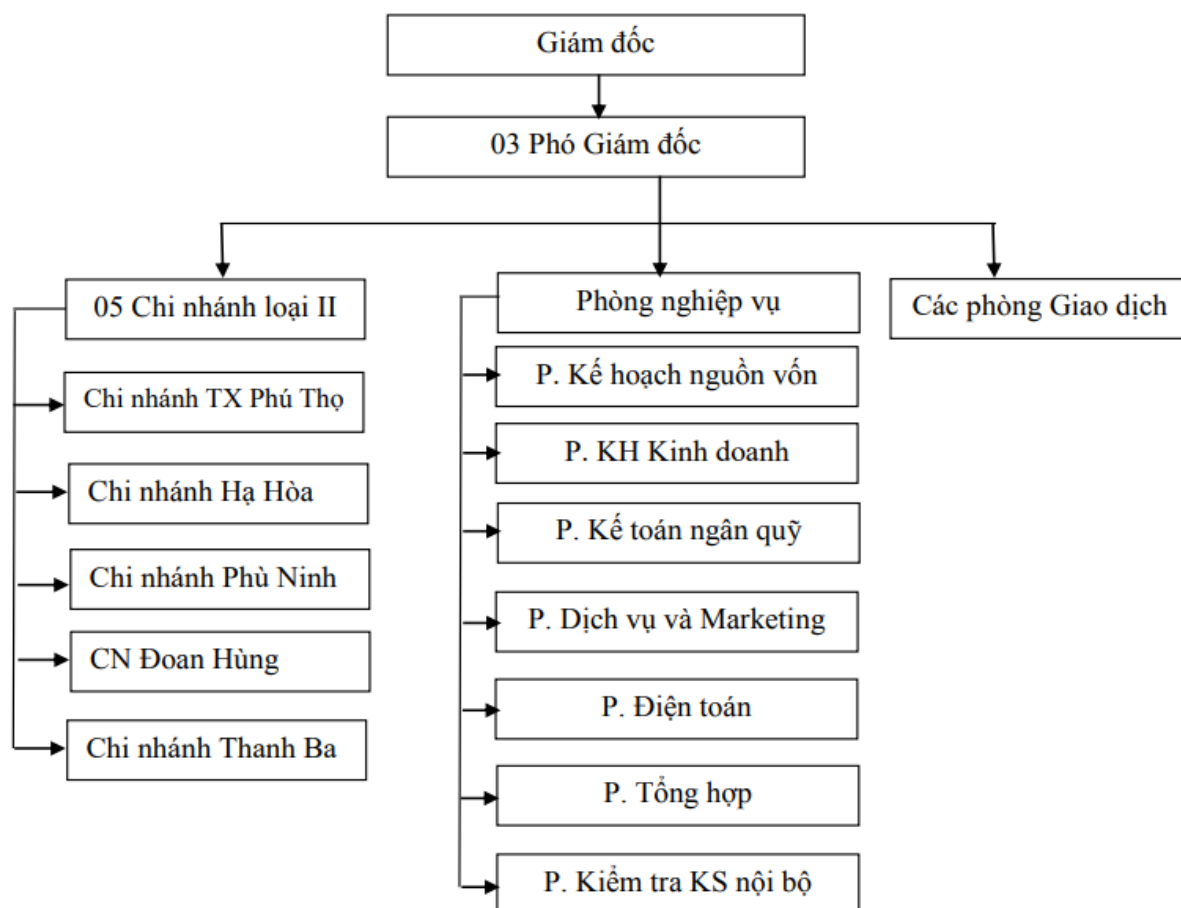 Giám đốc
03 Phó Giám đốc
05 Chi nhánh loại II
Phòng nghiệp vụ
Các phòng Giao dịch
Chi nhánh TX Phú Thọ
Chi nhánh Hạ Hòa
Chi nhánh Phù Ninh
CN Đoan Hùng
Chi nhánh Thanh Ba
P. Kế hoạch nguồn vốn
P. KH Kinh doanh
P. Kế toán ngân quỹ
P. Dịch vụ và Marketing
P. Điện toán
P. Tổng hợp
P. Kiểm tra KS nội bộ